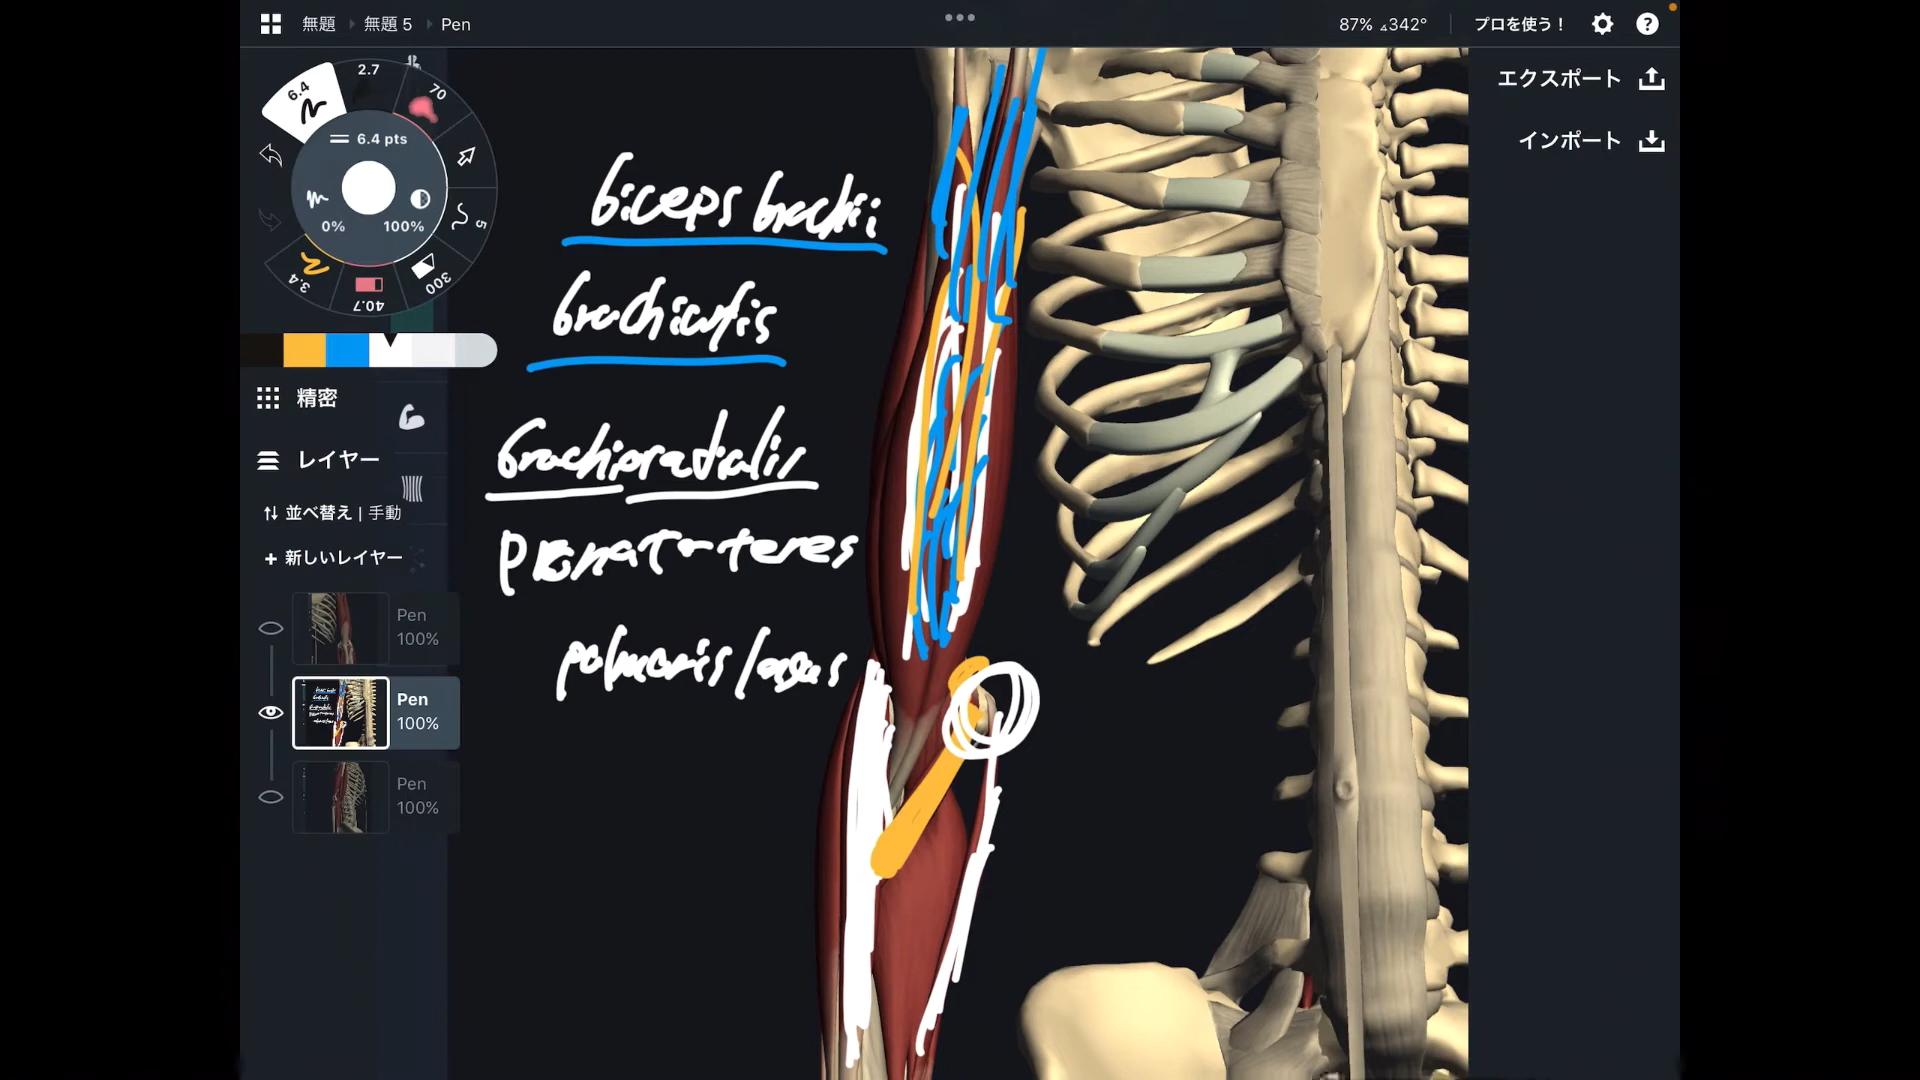 無題 無題 5 Pen
87% ⊿342°
プロを使う!
エクスポート
インポート
2.7
6.4
70
6.4 pts
0% 100%
5
3.4
40.7
300
精密
レイヤー
並べ替え | 手動
+ 新しいレイヤー
Pen
100%
Pen
100%
Pen
100%
biceps brachii
brachialis
brachioradialis
pronator teres
palmaris longus